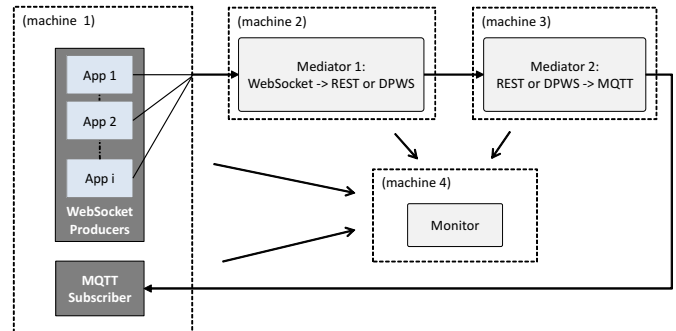 (machine 1)
App 1
App 2
App i
WebSocket
Producers
MQTT
Subscriber
(machine 2)
Mediator 1:
WebSocket -> REST or DPWS
(machine 3)
Mediator 2:
REST or DPWS -> MQTT
(machine 4)
Monitor